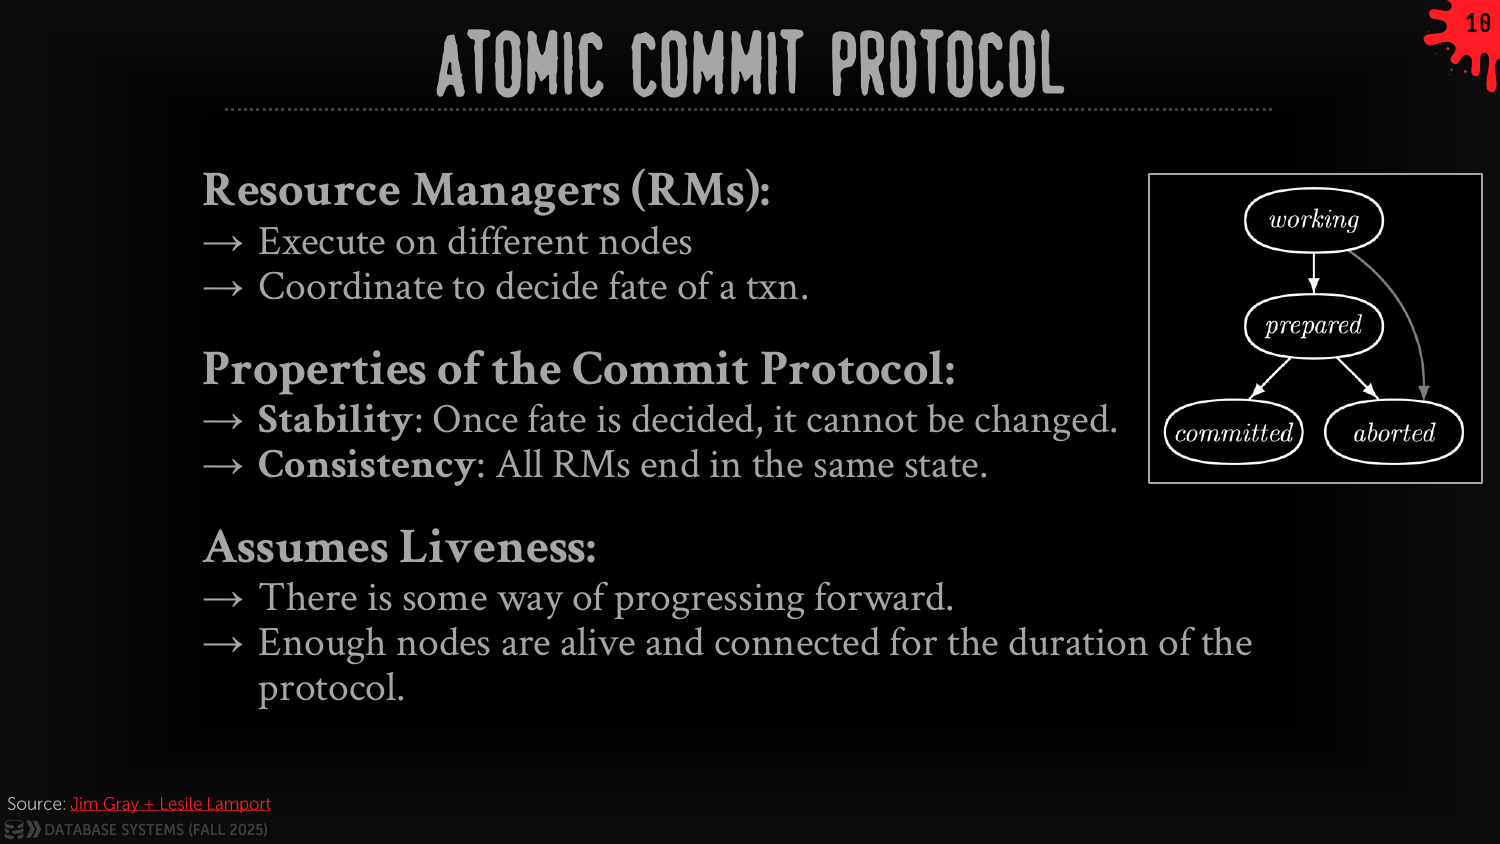 10
ATOMIC COMMIT PROTOCOL
Resource Managers (RMs):
→ Execute on different nodes
→ Coordinate to decide fate of a txn.
Properties of the Commit Protocol:
→ Stability: Once fate is decided, it cannot be changed.
→ Consistency: All RMs end in the same state.
Assumes Liveness:
→ There is some way of progressing forward.
→ Enough nodes are alive and connected for the duration of the
protocol.
working
prepared
committed
aborted
Source: Jim Gray + Lesile Lamport
DATABASE SYSTEMS (FALL 2025)